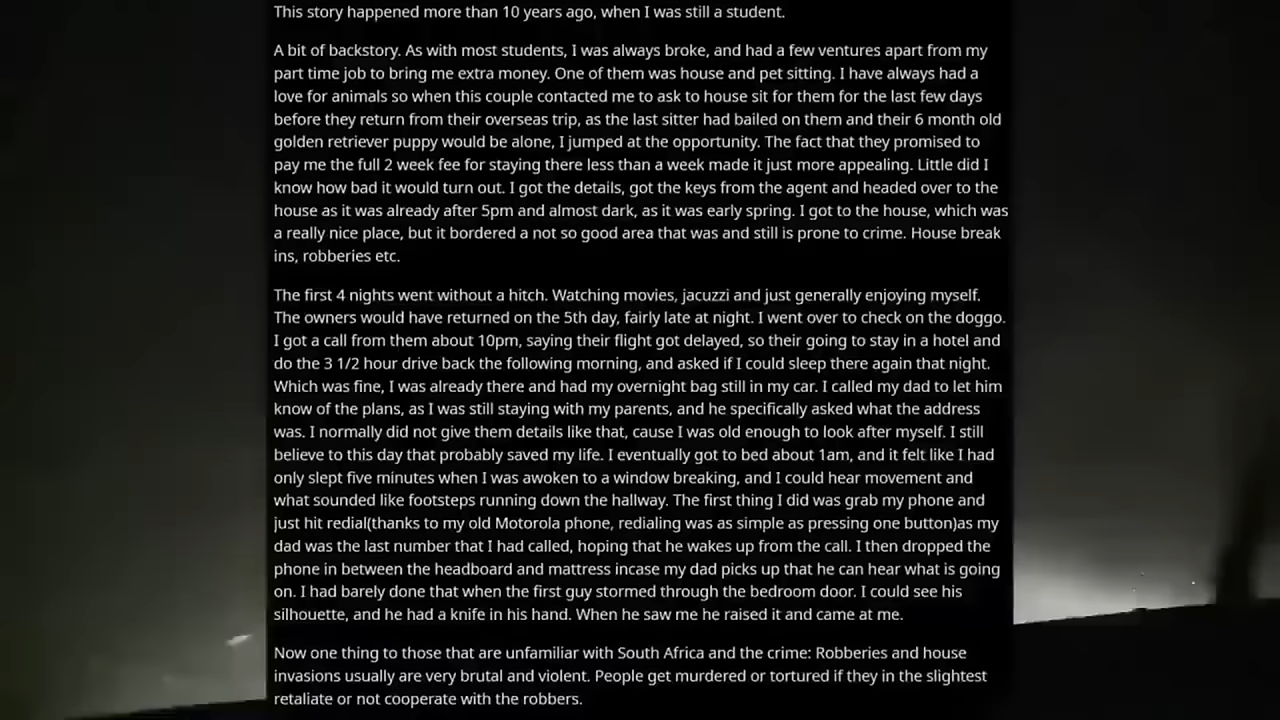 This story happened more than 10 years ago, when I was still a student.
A bit of backstory. As with most students, I was always broke, and had a few ventures apart from my
part time job to bring me extra money. One of them was house and pet sitting. I have always had a
love for animals so when this couple contacted me to ask to house sit for them for the last few days
before they return from their overseas trip, as the last sitter had bailed on them and their 6 month old
golden retriever puppy would be alone, I jumped at the opportunity. The fact that they promised to
pay me the full 2 week fee for staying there less than a week made it just more appealing. Little did I
know how bad it would turn out. I got the details, got the keys from the agent and headed over to the
house as it was already after 5pm and almost dark, as it was early spring. I got to the house, which was
a really nice place, but it bordered a not so good area that was and still is prone to crime. House break
ins, robberies etc.
The first 4 nights went without a hitch. Watching movies, jacuzzi and just generally enjoying myself.
The owners would have returned on the 5th day, fairly late at night. I went over to check on the doggo.
I got a call from them about 10pm, saying their flight got delayed, so their going to stay in a hotel and
do the 3 1/2 hour drive back the following morning, and asked if I could sleep there again that night.
Which was fine, I was already there and had my overnight bag still in my car. I called my dad to let him
know of the plans, as I was still staying with my parents, and he specifically asked what the address
was. I normally did not give them details like that, cause I was old enough to look after myself. I still
believe to this day that probably saved my life. I eventually got to bed about 1am, and it felt like I had
only slept five minutes when I was awoken to a window breaking, and I could hear movement and
what sounded like footsteps running down the hallway. The first thing I did was grab my phone and
just hit redial(thanks to my old Motorola phone, redialing was as simple as pressing one button)as my
dad was the last number that I had called, hoping that he wakes up from the call. I then dropped the
phone in between the headboard and mattress incase my dad picks up that he can hear what is going
on. I had barely done that when the first guy stormed through the bedroom door. I could see his
silhouette, and he had a knife in his hand. When he saw me he raised it and came at me.
Now one thing to those that are unfamiliar with South Africa and the crime: Robberies and house
invasions usually are very brutal and violent. People get murdered or tortured if they in the slightest
retaliate or not cooperate with the robbers.